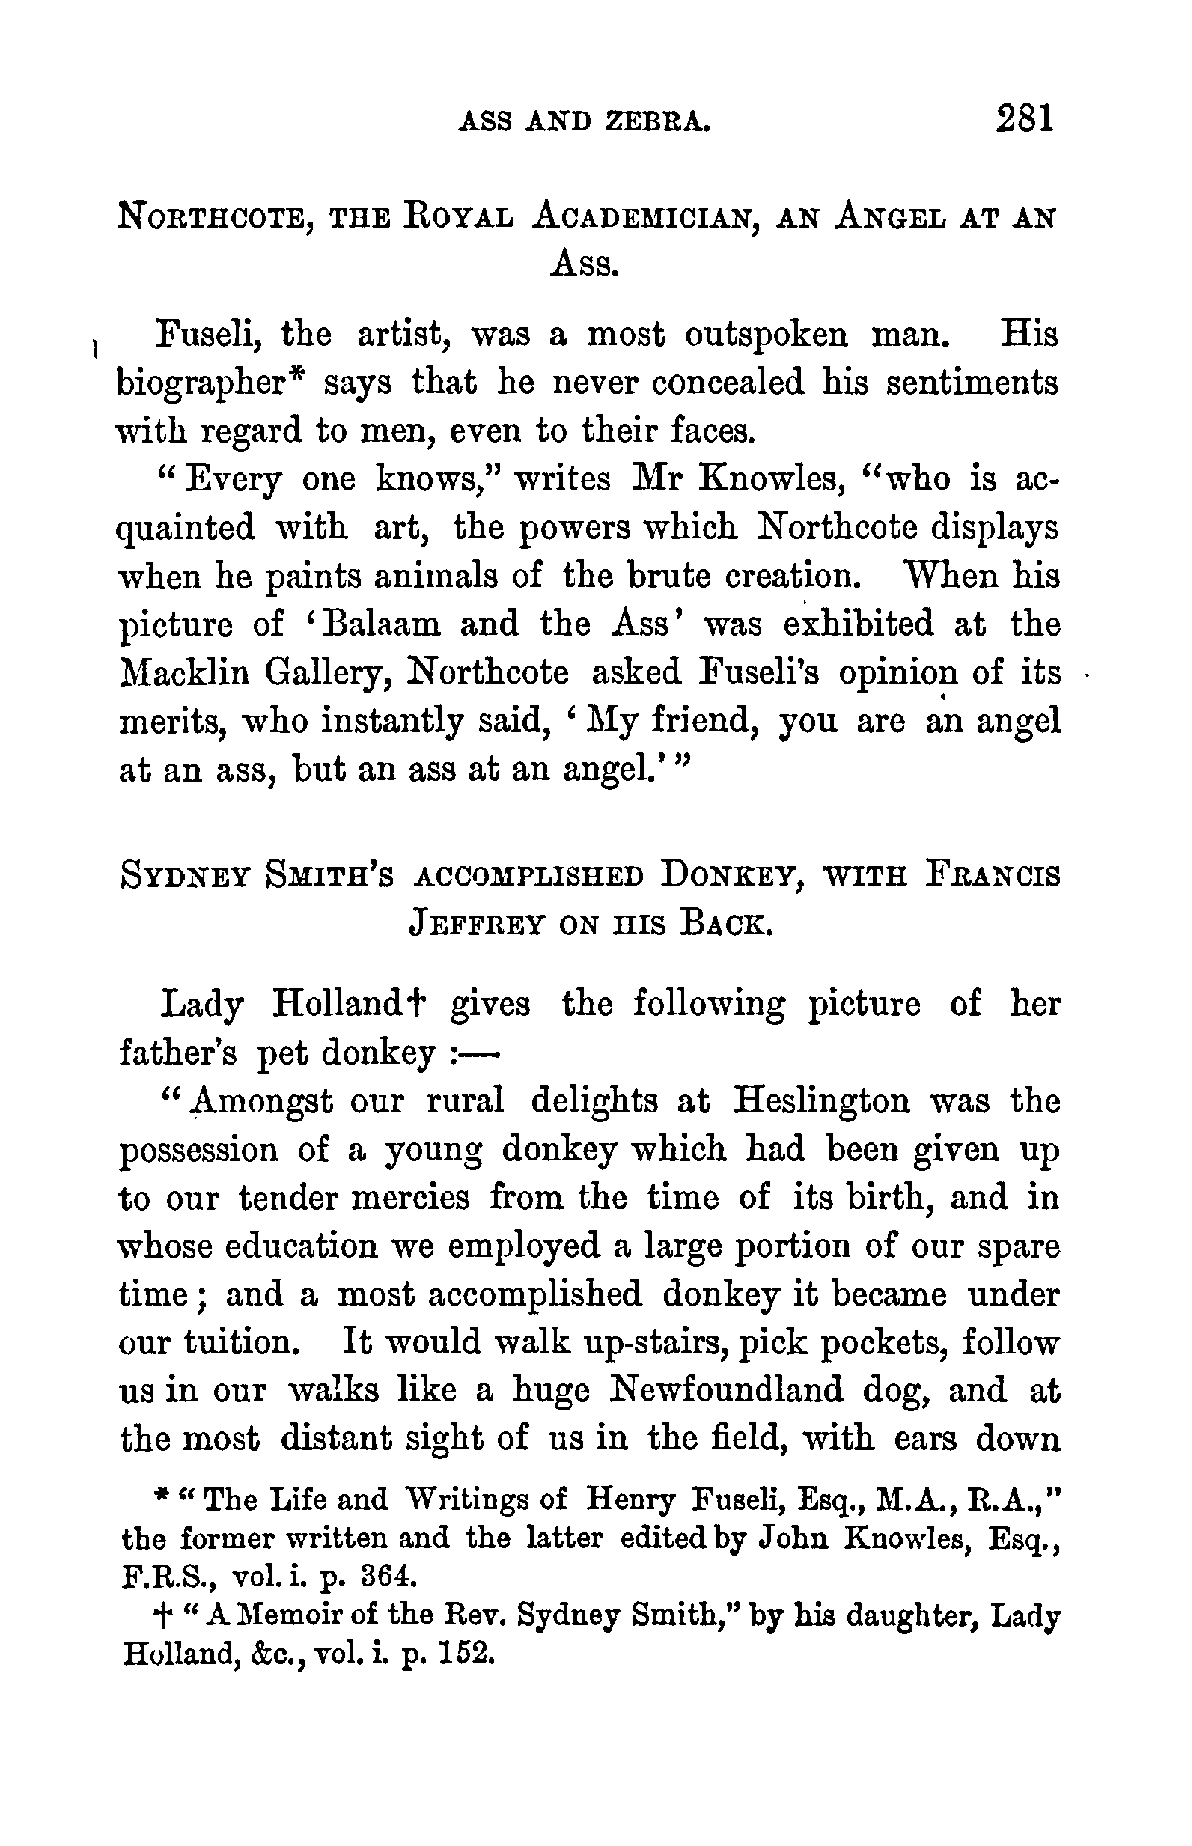 ASS AND ZEBRA. 281
NORTHCOTE, THE ROYAL ACADEMICIAN, AN ANGEL AT AN
ASS.
Fuseli, the artist, was a most outspoken man. His
biographer* says that he never concealed his sentiments
with regard to men, even to their faces.
“Every one knows,” writes Mr Knowles, “who is ac-
quainted with art, the powers which Northcote displays
when he paints animals of the brute creation. When his
picture of ‘Balaam and the Ass’ was exhibited at the
Macklin Gallery, Northcote asked Fuseli’s opinion of its
merits, who instantly said, ‘My friend, you are an angel
at an ass, but an ass at an angel.’”
SYDNEY SMITH’S ACCOMPLISHED DONKEY, WITH FRANCIS
JEFFREY ON HIS BACK.
Lady Holland† gives the following picture of her
father’s pet donkey :—
“Amongst our rural delights at Heslington was the
possession of a young donkey which had been given up
to our tender mercies from the time of its birth, and in
whose education we employed a large portion of our spare
time; and a most accomplished donkey it became under
our tuition. It would walk up-stairs, pick pockets, follow
us in our walks like a huge Newfoundland dog, and at
the most distant sight of us in the field, with ears down
* “The Life and Writings of Henry Fuseli, Esq., M.A., R.A.,”
the former written and the latter edited by John Knowles, Esq.,
F.R.S., vol. i. p. 364.
† “A Memoir of the Rev. Sydney Smith,” by his daughter, Lady
Holland, &c., vol. i. p. 152.